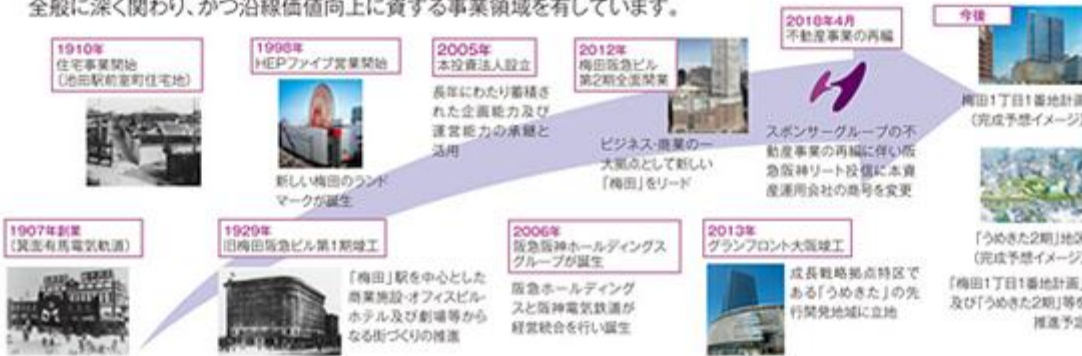 全般に深く関わり、かつ沿線価値向上に資する事業領域を有しています。
1910年
住宅事業開始
(池田駅前室町住宅地)
1998年
HEPファイブ営業開始
新しい梅田のランド
マークが誕生
2005年
本投資法人設立
長年にわたり蓄積さ
れた企画能力及び
運営能力の承継と
活用
2012年
梅田阪急ビル
第2期全面開業
ビジネス・商業の一
大拠点として新しい
「梅田」をリード
2018年4月
不動産事業の再編
スポンサーグループの不
動産事業の再編に伴い阪
急阪神リート投信に本資
産運用会社の商号を変更
今後
梅田1丁目1番地計画
(完成予想イメージ)
「うめきた2期」地区
(完成予想イメージ)
「梅田1丁目1番地計画」
及び「うめきた2期」等を
推進予定
1907年創業
(箕面有馬電気軌道)
1929年
旧梅田阪急ビル第1期竣工
「梅田」駅を中心とした
商業施設・オフィスビル・
ホテル及び劇場等から
なる街づくりの推進
2006年
阪急阪神ホールディングス
グループが誕生
阪急ホールディング
スと阪神電気鉄道が
経営統合を行い誕生
2013年
グランフロント大阪竣工
成長戦略拠点特区で
ある「うめきた」の先
行開発地域に立地